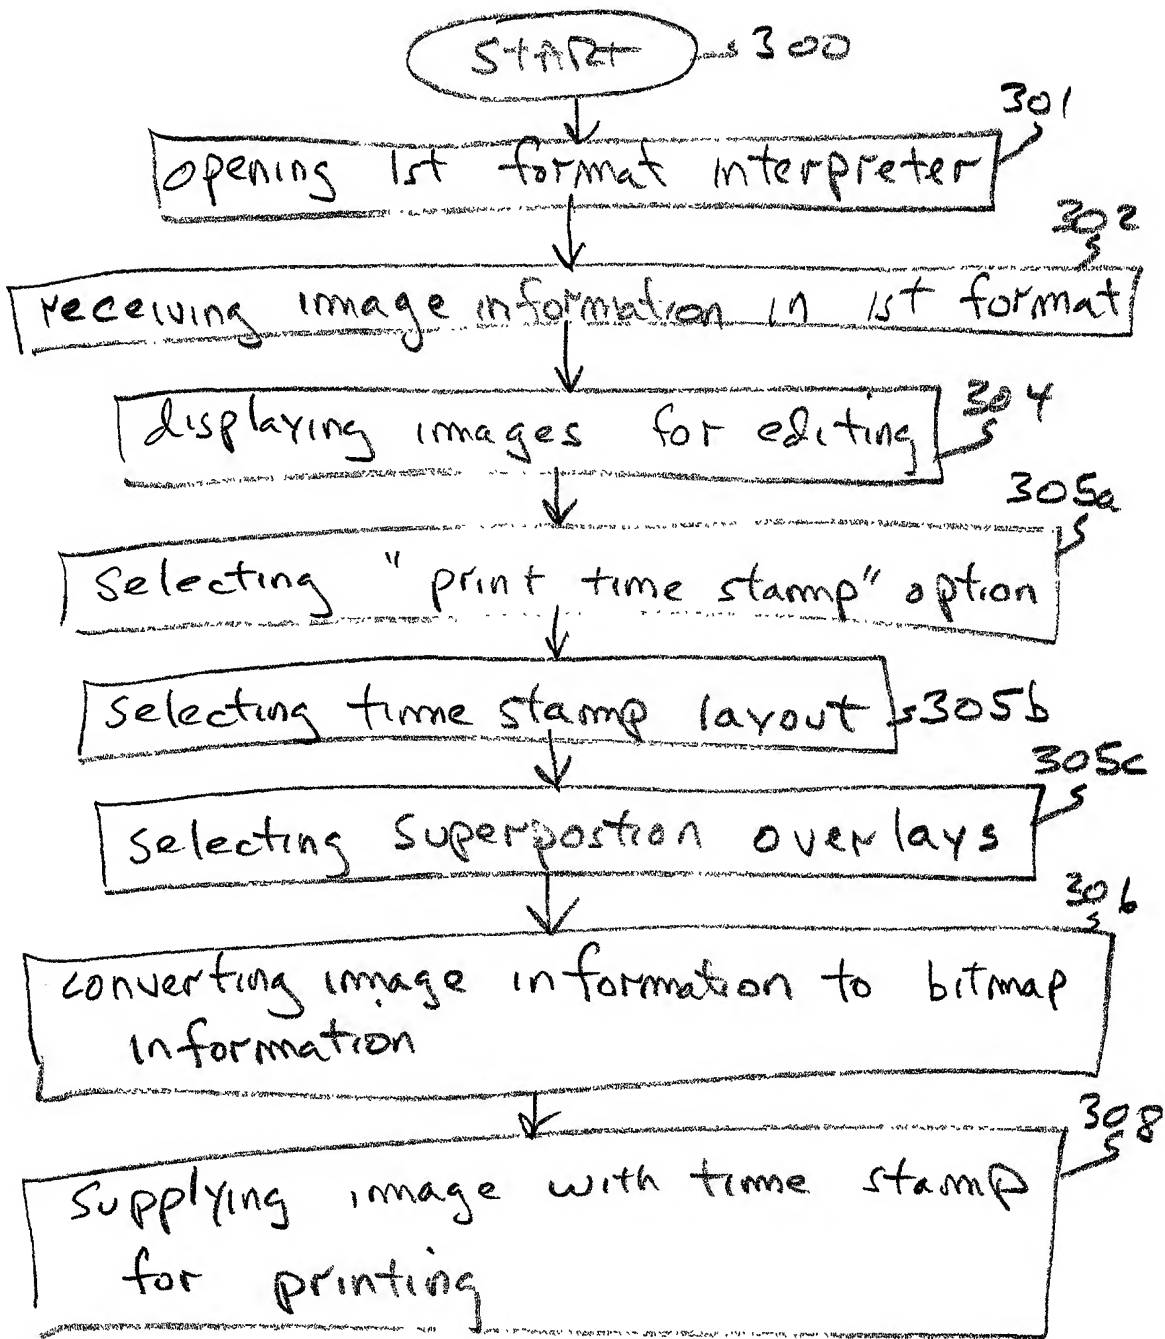 START 300
301
opening 1st format interpreter
302
receiving image information in 1st format
displaying images for editing 304
305a
selecting "print time stamp" option
selecting time stamp layout 305b
305c
selecting superpostion overlays
306
converting image information to bitmap
information
308
supplying image with time stamp
for printing